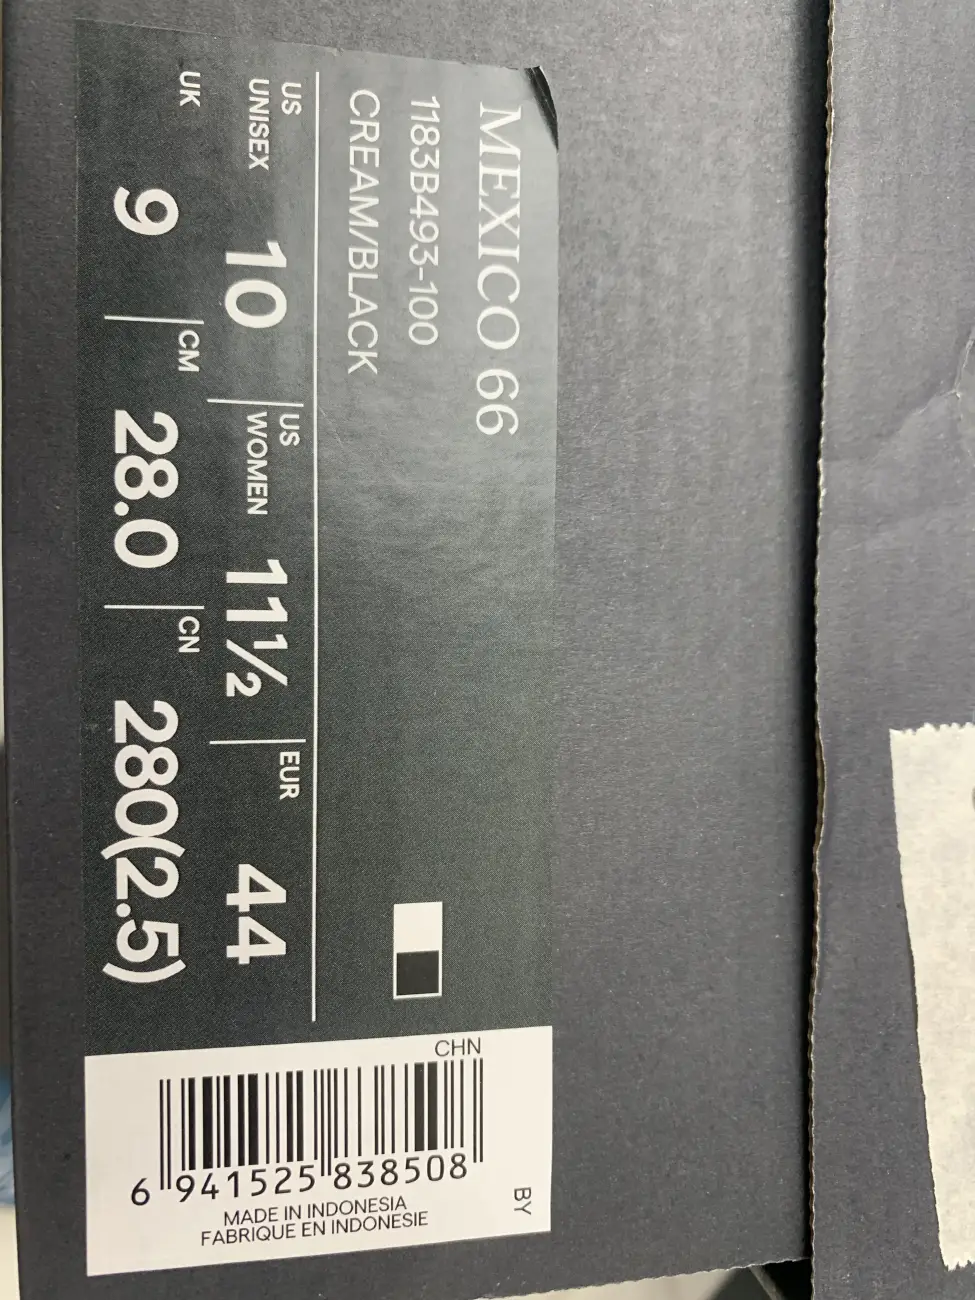 MEXICO 66
1183B493-100
CREAM/BLACK
US UNISEX 10 US WOMEN 11½ EUR 44
UK 9 CM 28.0 CN 280(2.5)
CHN
6 941525 838508
MADE IN INDONESIA
FABRIQUE EN INDONESIE
BY